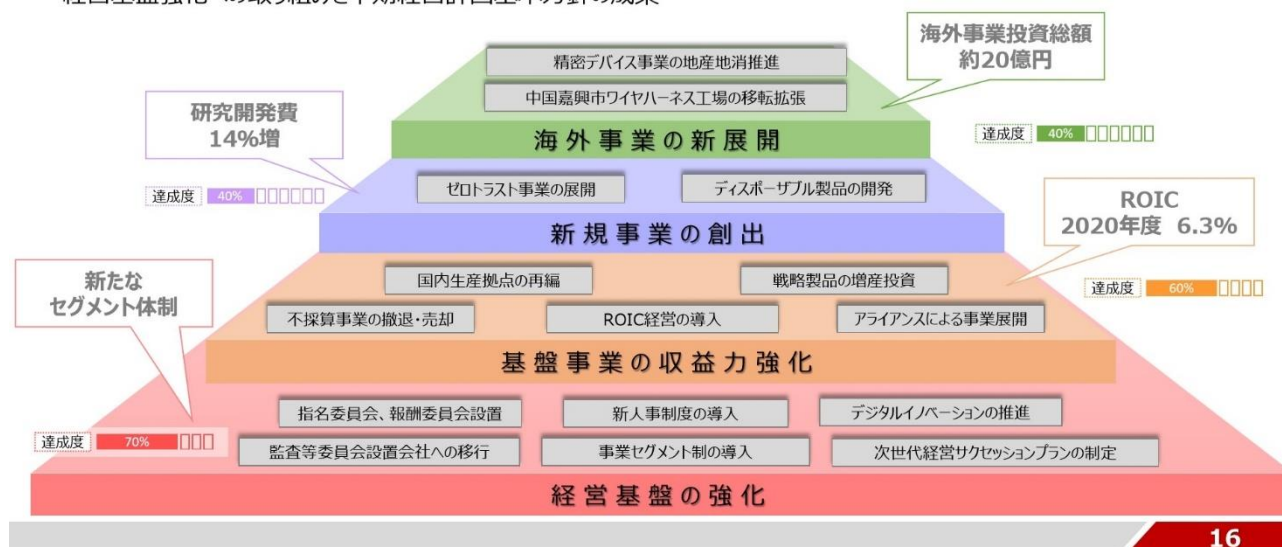 経営基盤強化への取り組みと中期経営計画基本方針の成果
海外事業投資総額
約20億円
精密デバイス事業の地産地消推進
中国嘉興市ワイヤハーネス工場の移転拡張
海外事業の新展開
達成度 40%
研究開発費
14%増
達成度 40%
ゼロトラスト事業の展開
ディスポーザブル製品の開発
新規事業の創出
ROIC
2020年度 6.3%
達成度 60%
新たな
セグメント体制
国内生産拠点の再編
戦略製品の増産投資
不採算事業の撤退・売却
ROIC経営の導入
アライアンスによる事業展開
基盤事業の収益力強化
達成度 70%
指名委員会、報酬委員会設置
新人事制度の導入
デジタルイノベーションの推進
監査等委員会設置会社への移行
事業セグメント制の導入
次世代経営サクセッションプランの制定
経営基盤の強化
16